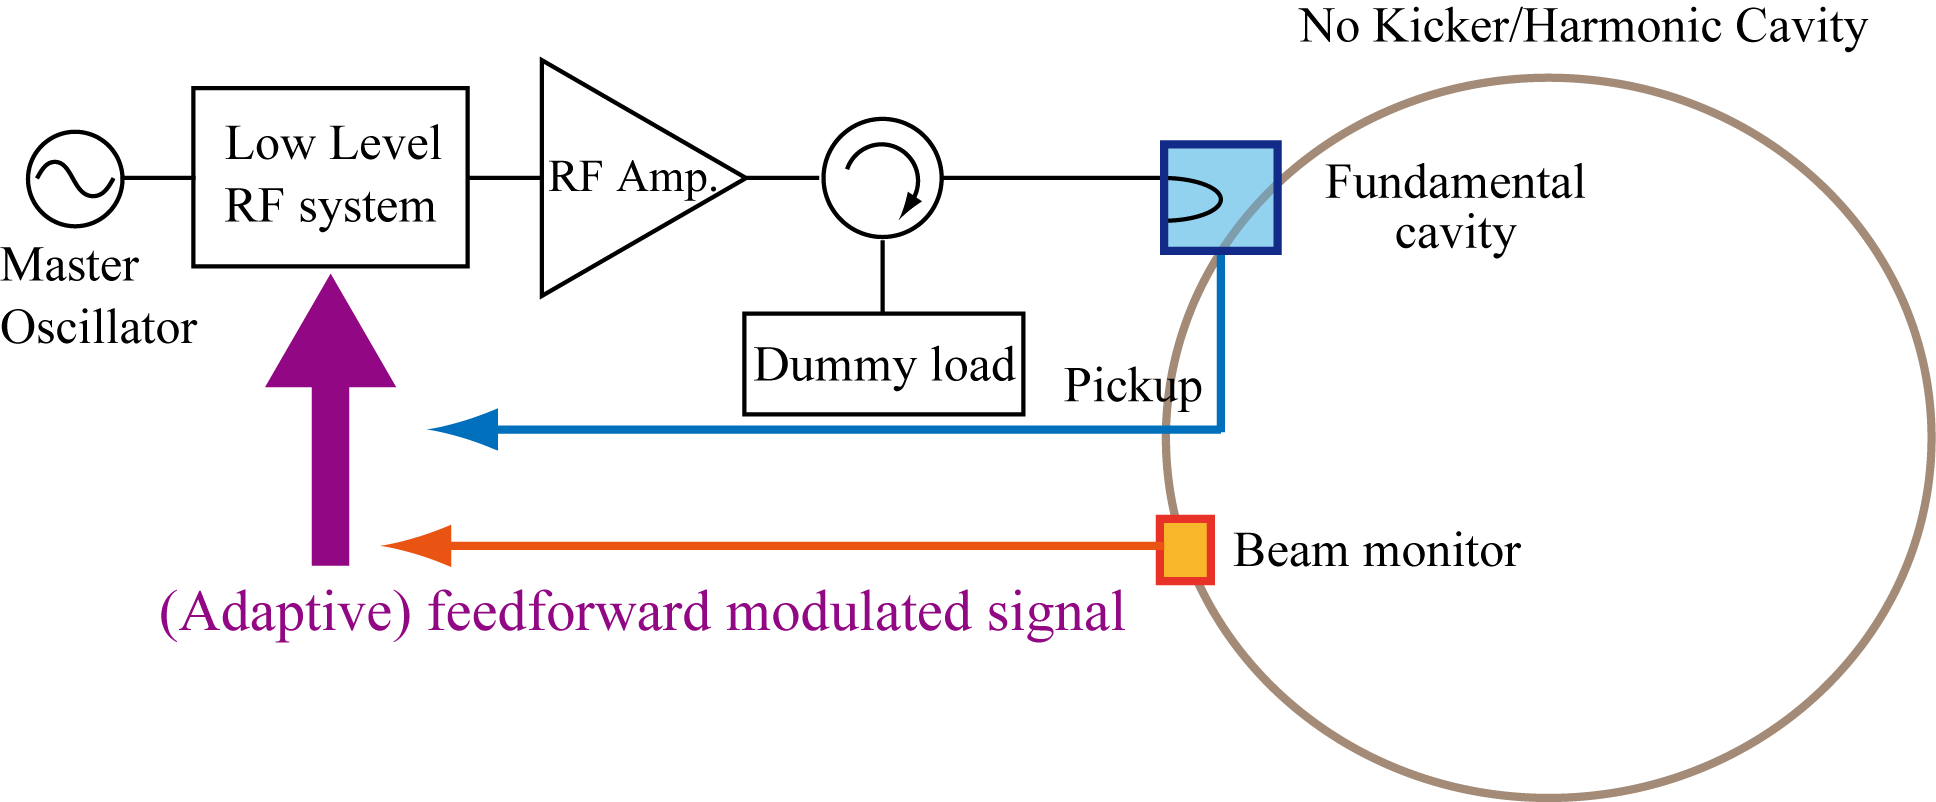 No Kicker/Harmonic Cavity
Low Level
RF system
RF Amp.
Fundamental
cavity
Master
Oscillator
Dummy load
Pickup
Beam monitor
(Adaptive) feedforward modulated signal